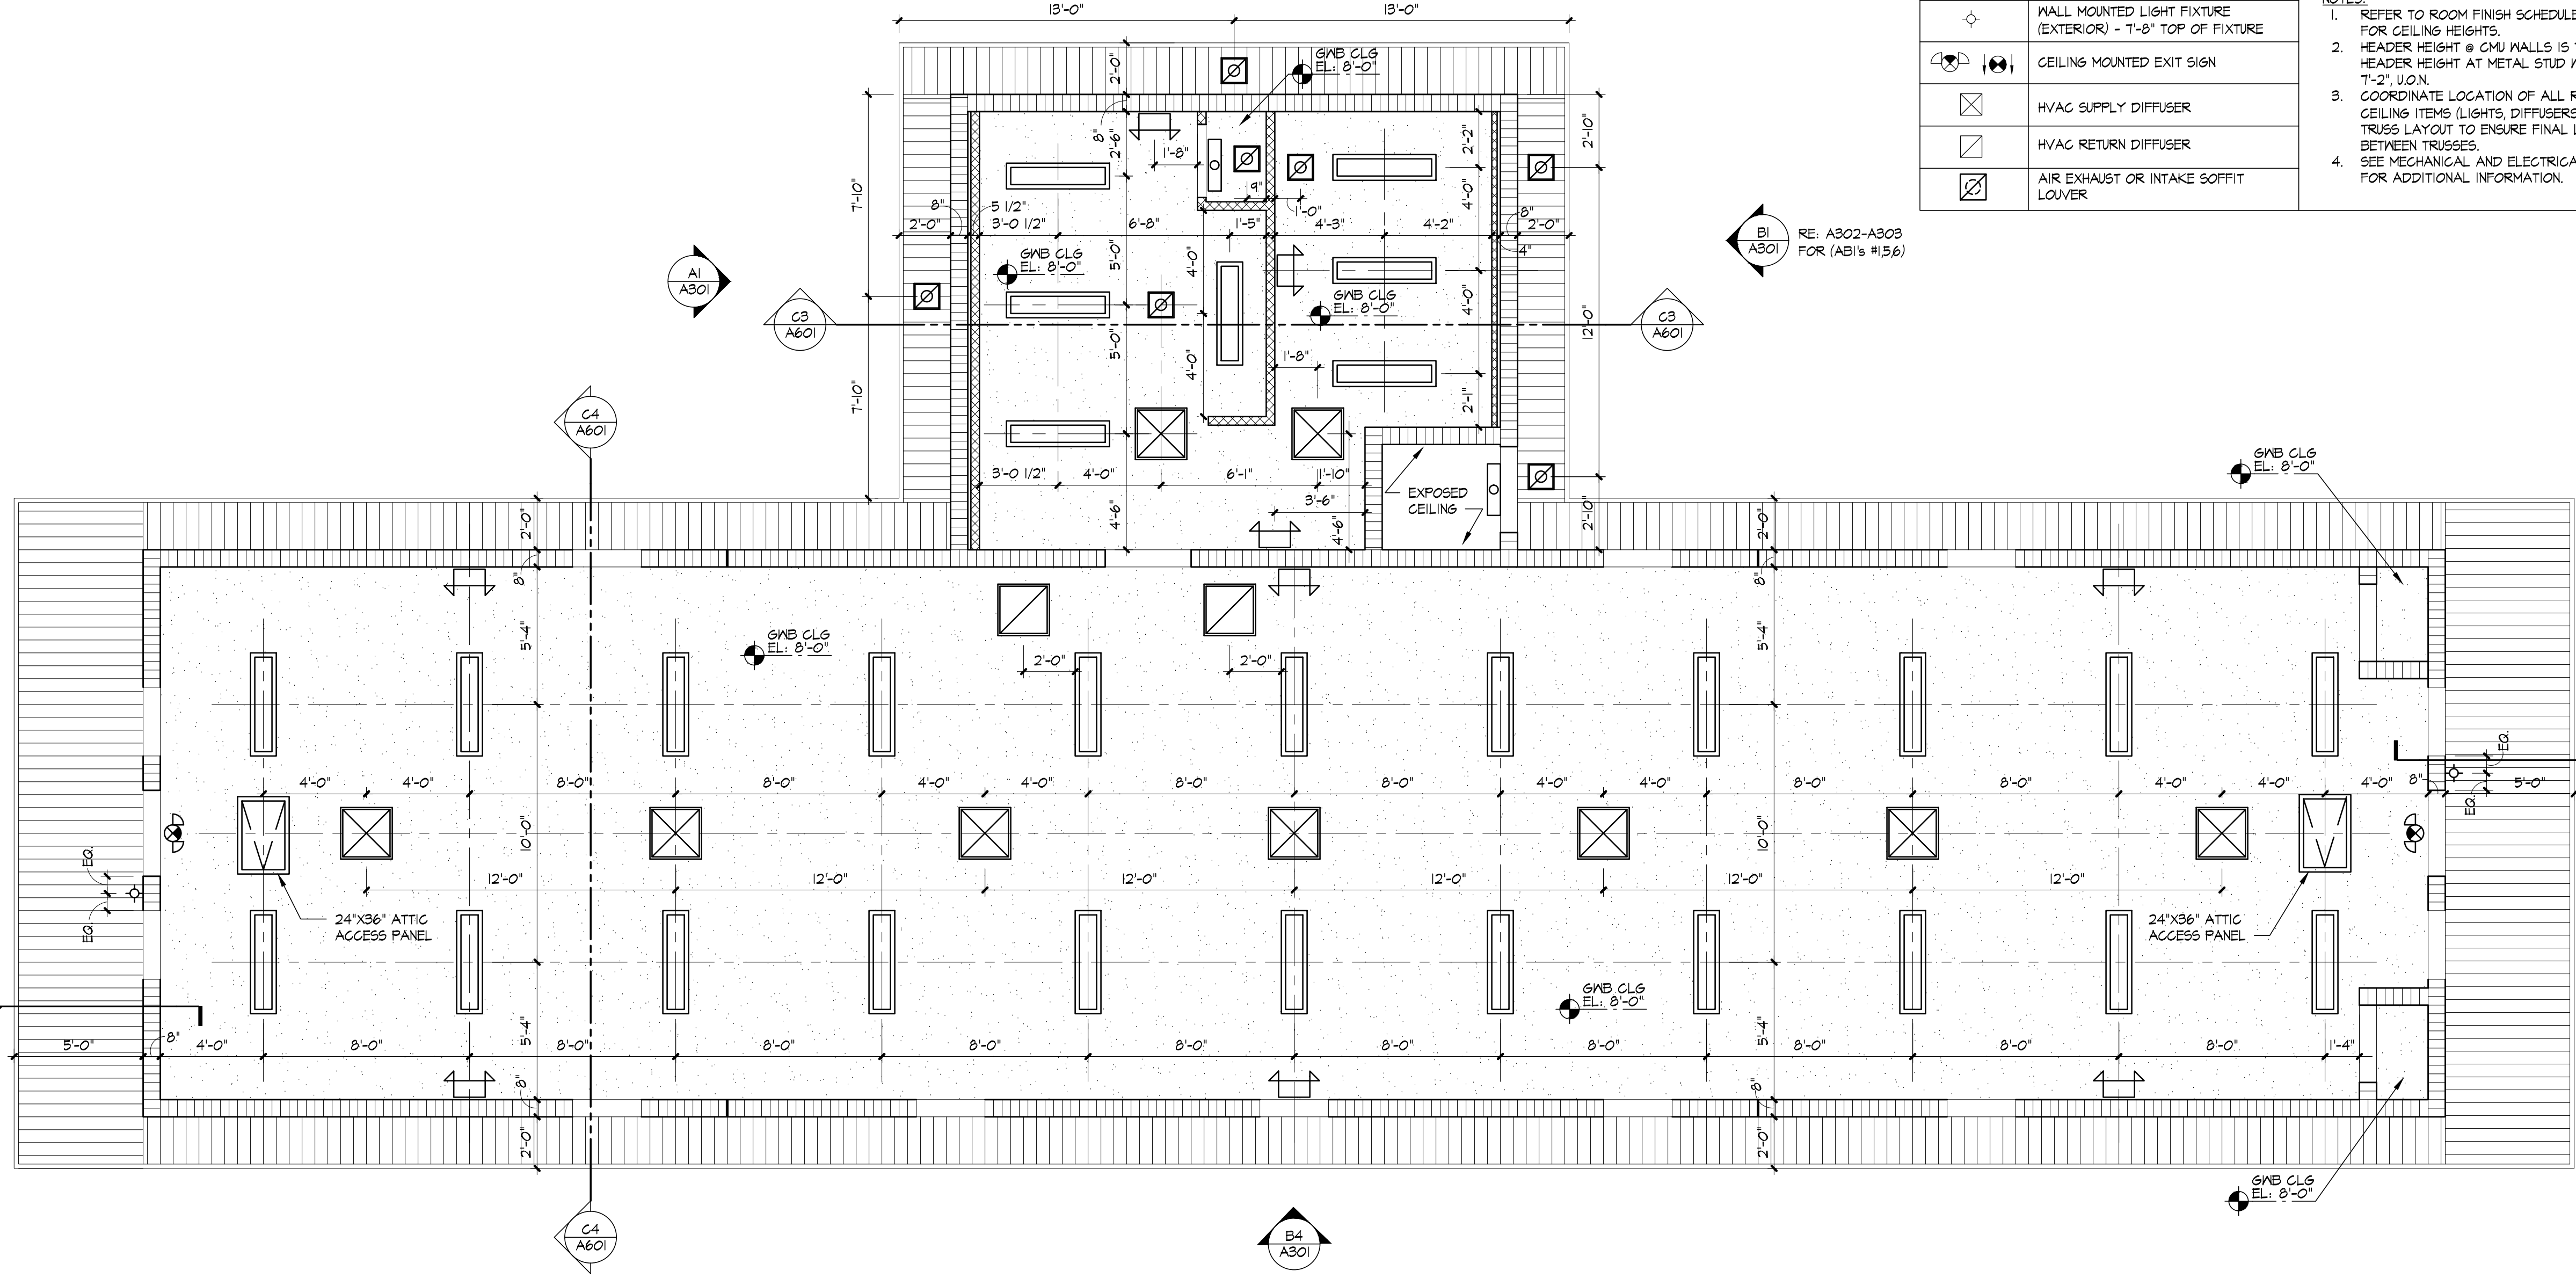 13'-0"
13'-0"
WALL MOUNTED LIGHT FIXTURE
(EXTERIOR) - 7'-8" TOP OF FIXTURE
CEILING MOUNTED EXIT SIGN
HVAC SUPPLY DIFFUSER
HVAC RETURN DIFFUSER
AIR EXHAUST OR INTAKE SOFFIT
LOUVER
NOTES:
1. REFER TO ROOM FINISH SCHEDULE
FOR CEILING HEIGHTS.
2. HEADER HEIGHT @ CMU WALLS IS
HEADER HEIGHT AT METAL STUD
7'-2", U.O.N.
3. COORDINATE LOCATION OF ALL
CEILING ITEMS (LIGHTS, DIFFUSERS
TRUSS LAYOUT TO ENSURE FINAL
BETWEEN TRUSSES.
4. SEE MECHANICAL AND ELECTRICA
FOR ADDITIONAL INFORMATION.
GWB CLG
EL: 8'-0"
2'-0"
8"
2'-6"
1'-8"
9"
1'-0"
2'-2"
4'-0"
2'-10"
7'-10"
8"
5 1/2"
2'-0"
3'-0 1/2"
6'-8"
1'-5"
4'-3"
4'-2"
8"
2'-0"
4"
B1
A301
RE: A302-A303
FOR (ABI's #1,5,6)
A1
A301
GWB CLG
EL: 8'-0"
5'-0"
4'-0"
GWB CLG
EL: 8'-0"
4'-0"
12'-0"
C3
A601
C3
A601
5'-0"
4'-0"
1'-8"
2'-1"
7'-10"
C4
A601
3'-0 1/2"
4'-0"
6'-1"
1'-10"
3'-6"
4'-6"
4'-6"
EXPOSED
CEILING
2'-10"
GWB CLG
EL: 8'-0"
2'-0"
8"
5'-4"
2'-0"
8"
5'-4"
GWB CLG
EL: 8'-0"
2'-0"
2'-0"
4'-0"
4'-0"
8'-0"
8'-0"
4'-0"
4'-0"
8'-0"
8'-0"
4'-0"
4'-0"
8'-0"
8'-0"
4'-0"
4'-0"
4'-0"
8"
5'-0"
EQ.
EQ.
10'-0"
10'-0"
EQ.
EQ.
12'-0"
12'-0"
12'-0"
12'-0"
12'-0"
12'-0"
24"X36" ATTIC
ACCESS PANEL
24"X36" ATTIC
ACCESS PANEL
GWB CLG
EL: 8'-0"
5'-4"
5'-4"
5'-0"
8"
4'-0"
8'-0"
8'-0"
8'-0"
8'-0"
8'-0"
8'-0"
8'-0"
8'-0"
8'-0"
8'-0"
1'-4"
8"
2'-0"
8"
2'-0"
GWB CLG
EL: 8'-0"
C4
A601
B4
A301